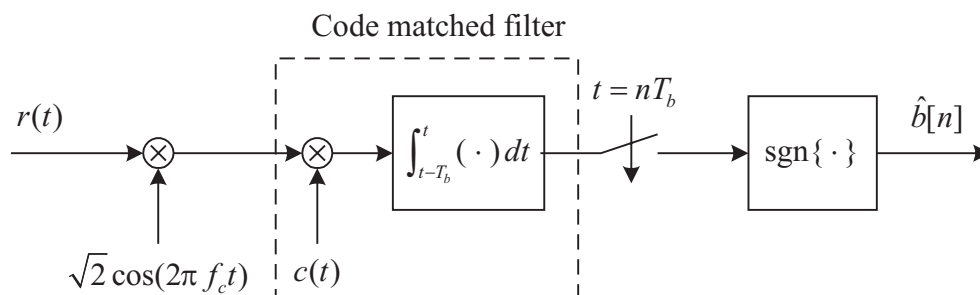 Code matched filter
r(t)
t = nT_b
b̂[n]
∫_{t−T_b}^{t} ( · ) dt
sgn{ · }
√2 cos(2π f_c t)
c(t)